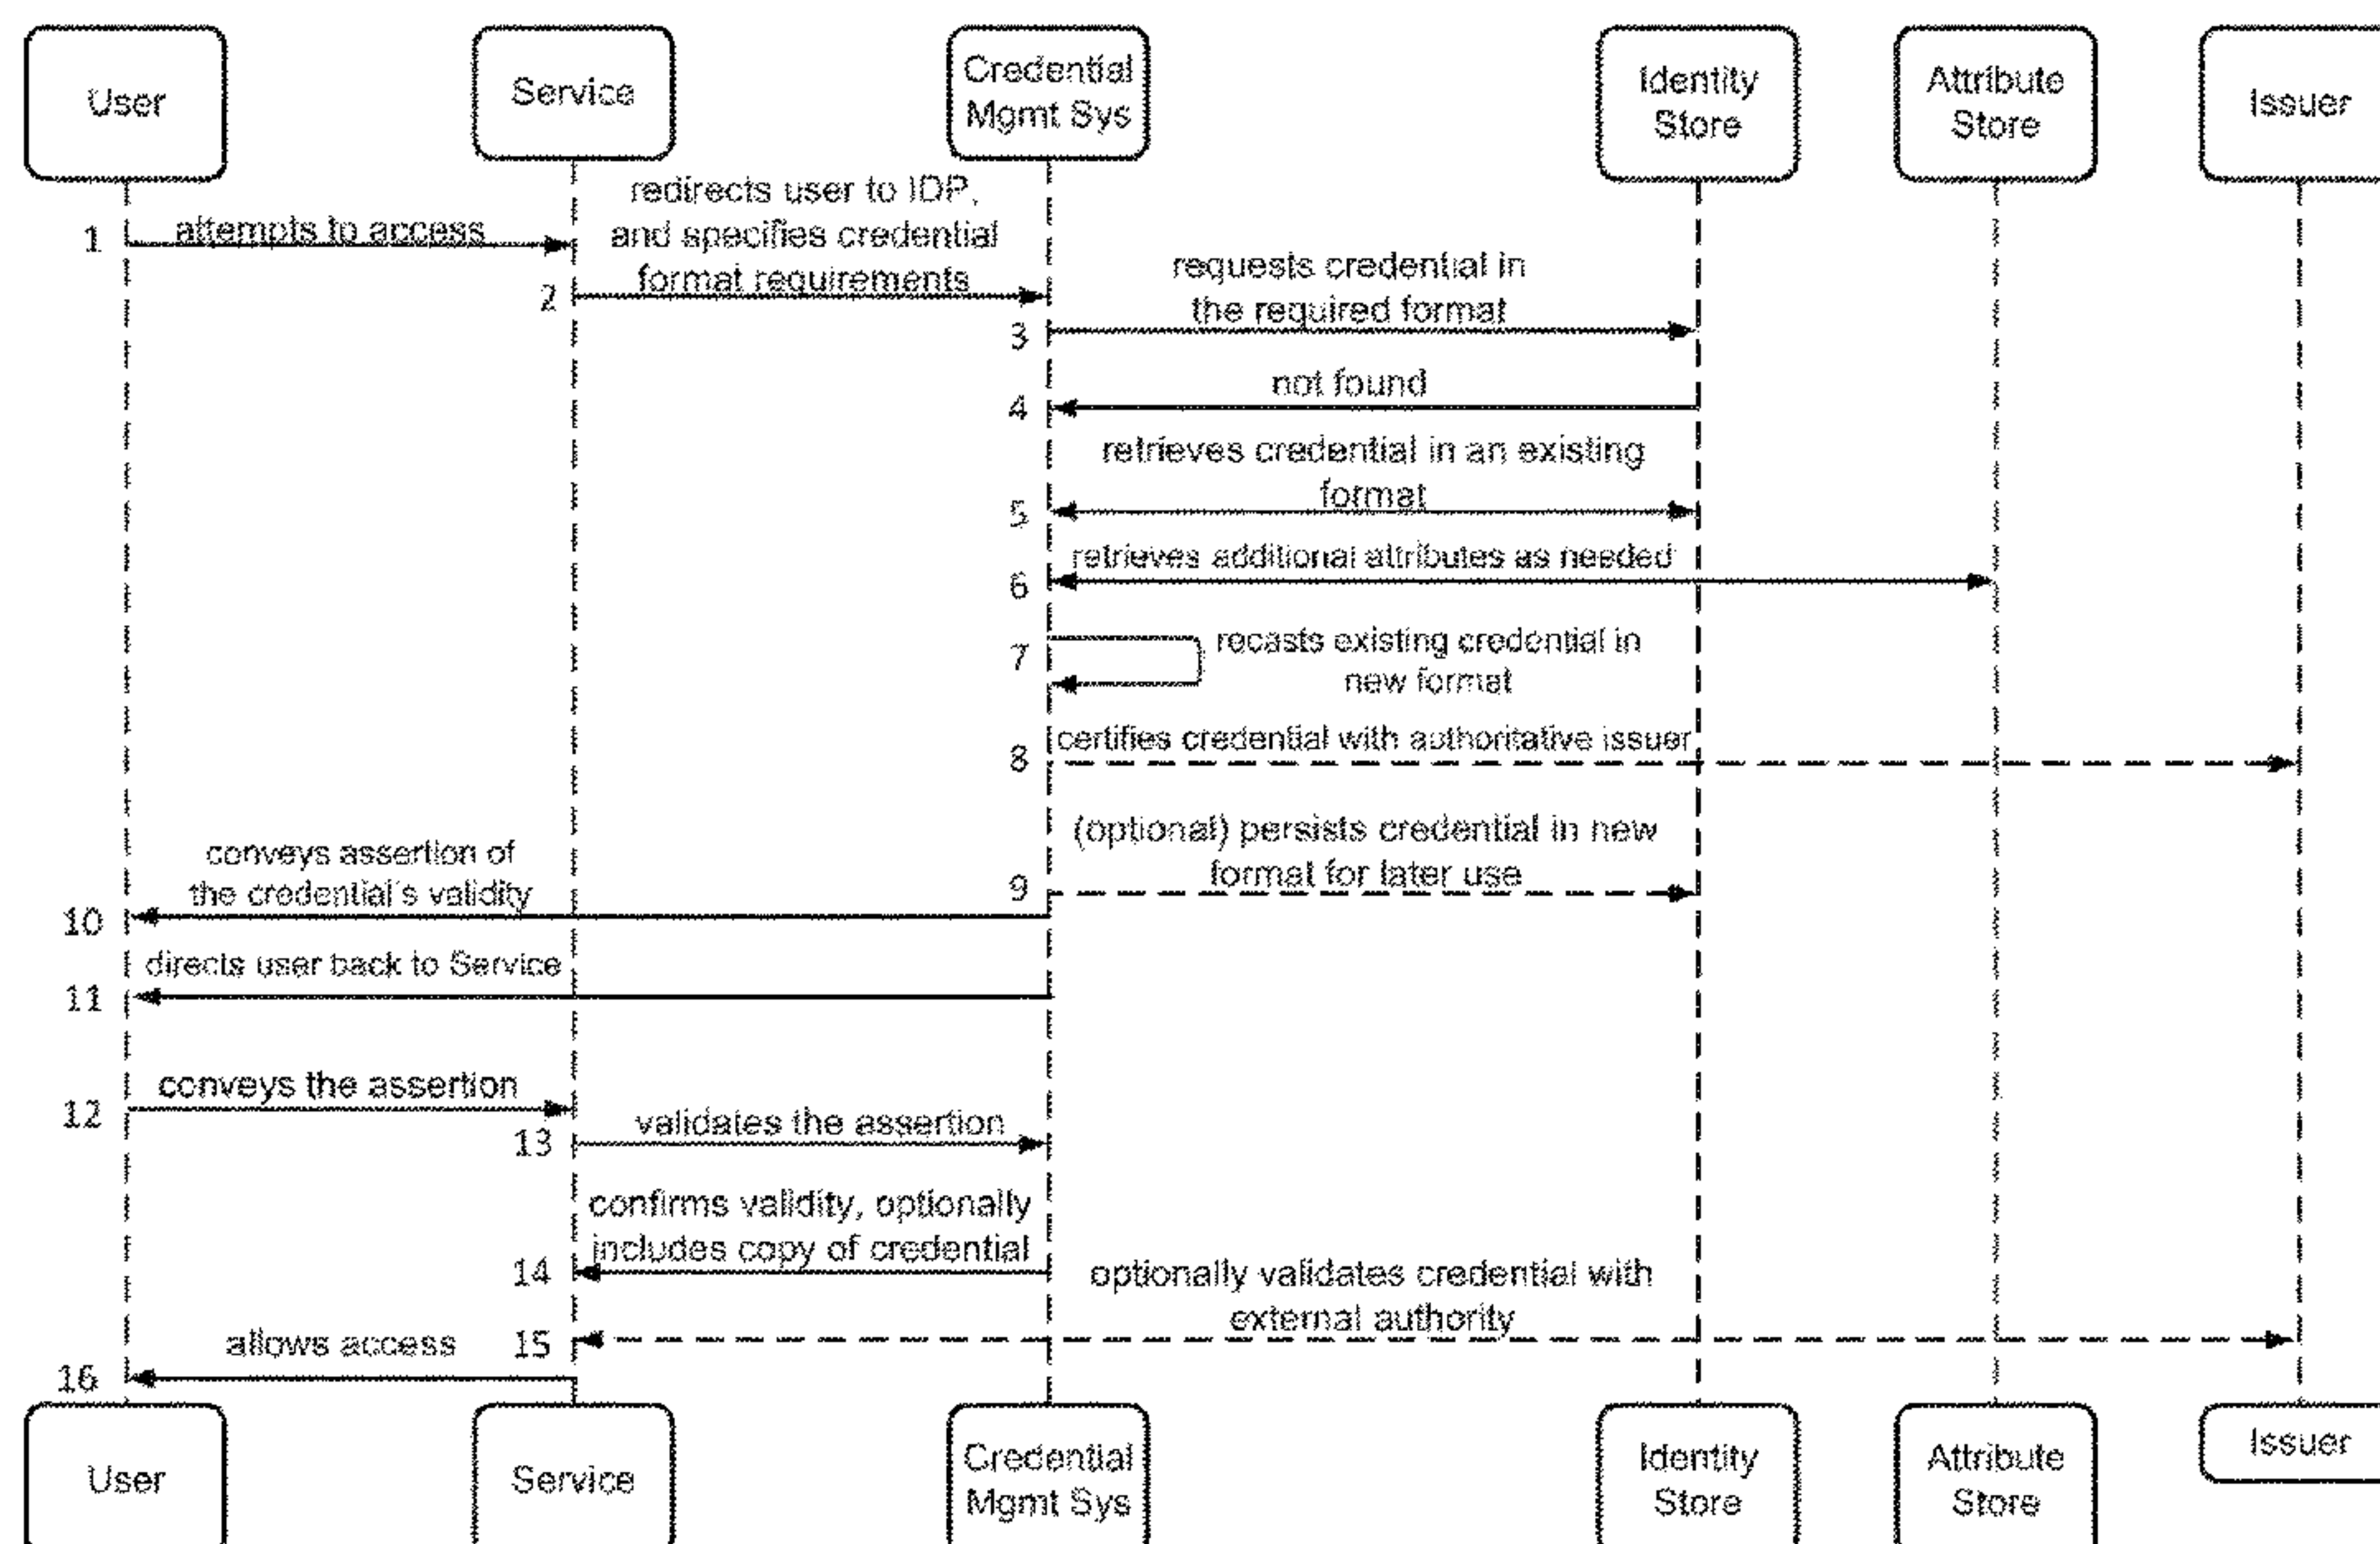 User
Service
Credential
Mgmt Sys
Identity
Store
Attribute
Store
Issuer
redirects user to IDP,
and specifies credential
format requirements
1
attempts to access
2
requests credential in
the required format
3
not found
4
retrieves credential in an existing
format
5
retrieves additional attributes as needed
6
7
recasts existing credential in
new format
certifies credential with authoritative issuer
8
(optional) persists credential in new
format for later use
9
conveys assertion of
the credential's validity
10
directs user back to Service
11
conveys the assertion
12
validates the assertion
13
confirms validity, optionally
includes copy of credential
14
optionally validates credential with
external authority
15
allows access
16
User
Service
Credential
Mgmt Sys
Identity
Store
Attribute
Store
Issuer